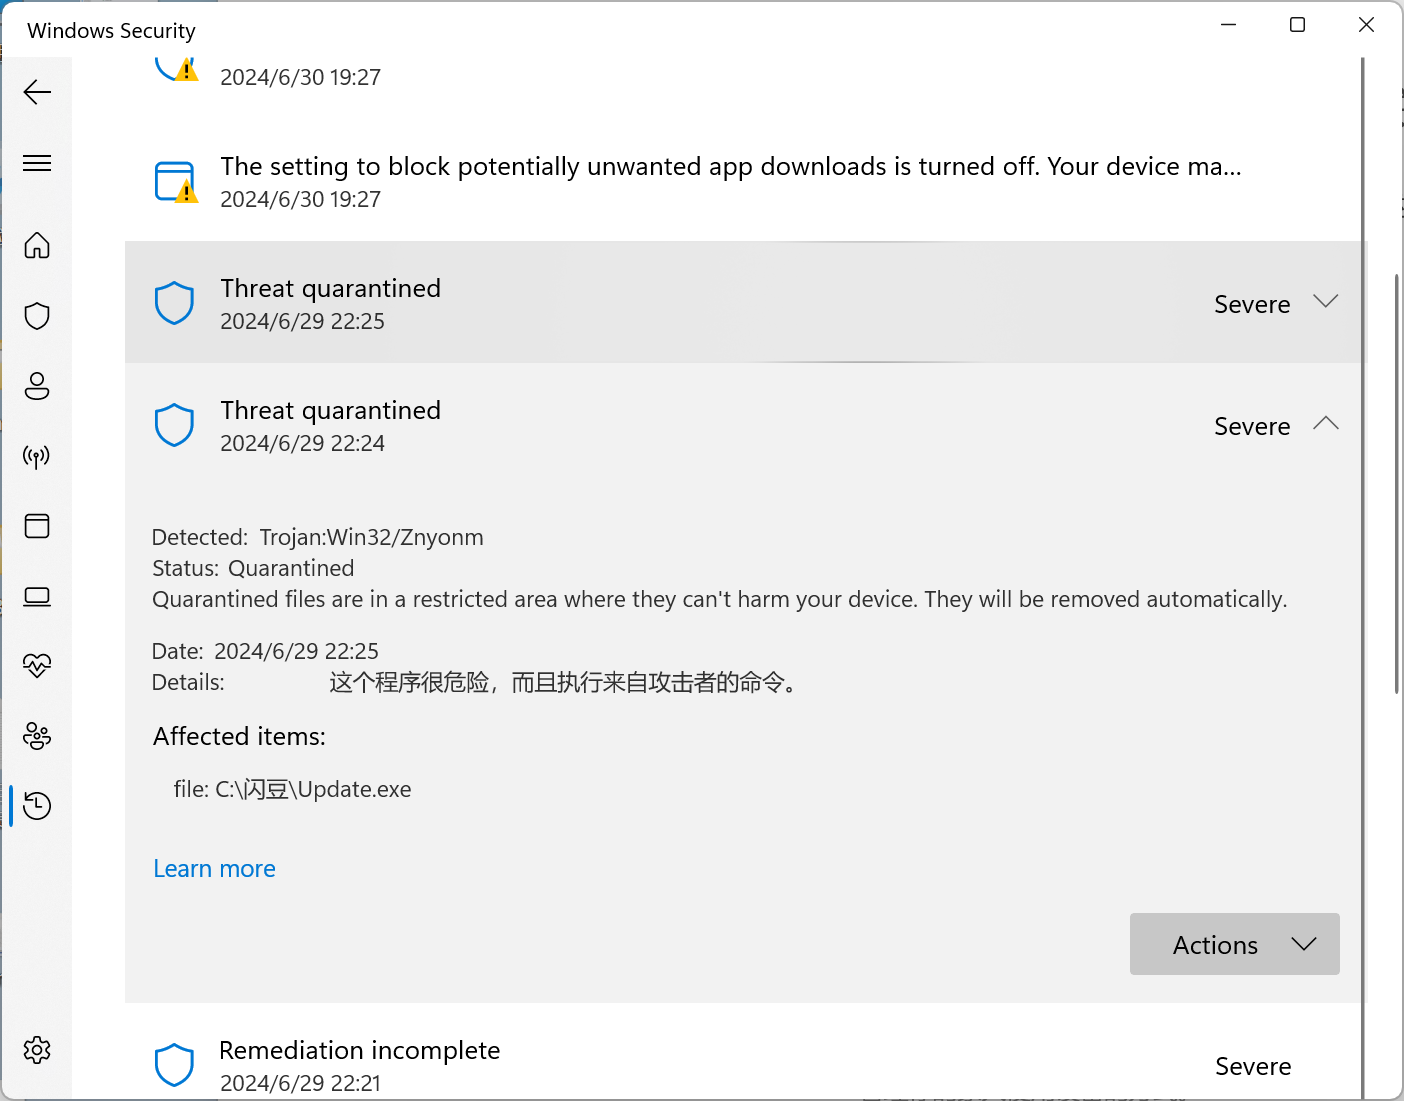 Windows Security
2024/6/30 19:27
The setting to block potentially unwanted app downloads is turned off. Your device ma...
2024/6/30 19:27
Threat quarantined
2024/6/29 22:25
Severe
Threat quarantined
2024/6/29 22:24
Severe
Detected: Trojan:Win32/Znyonm
Status: Quarantined
Quarantined files are in a restricted area where they can't harm your device. They will be removed automatically.
Date: 2024/6/29 22:25
Details: 这个程序很危险，而且执行来自攻击者的命令。
Affected items:
file: C:\闪豆\Update.exe
Learn more
Actions
Remediation incomplete
2024/6/29 22:21
Severe